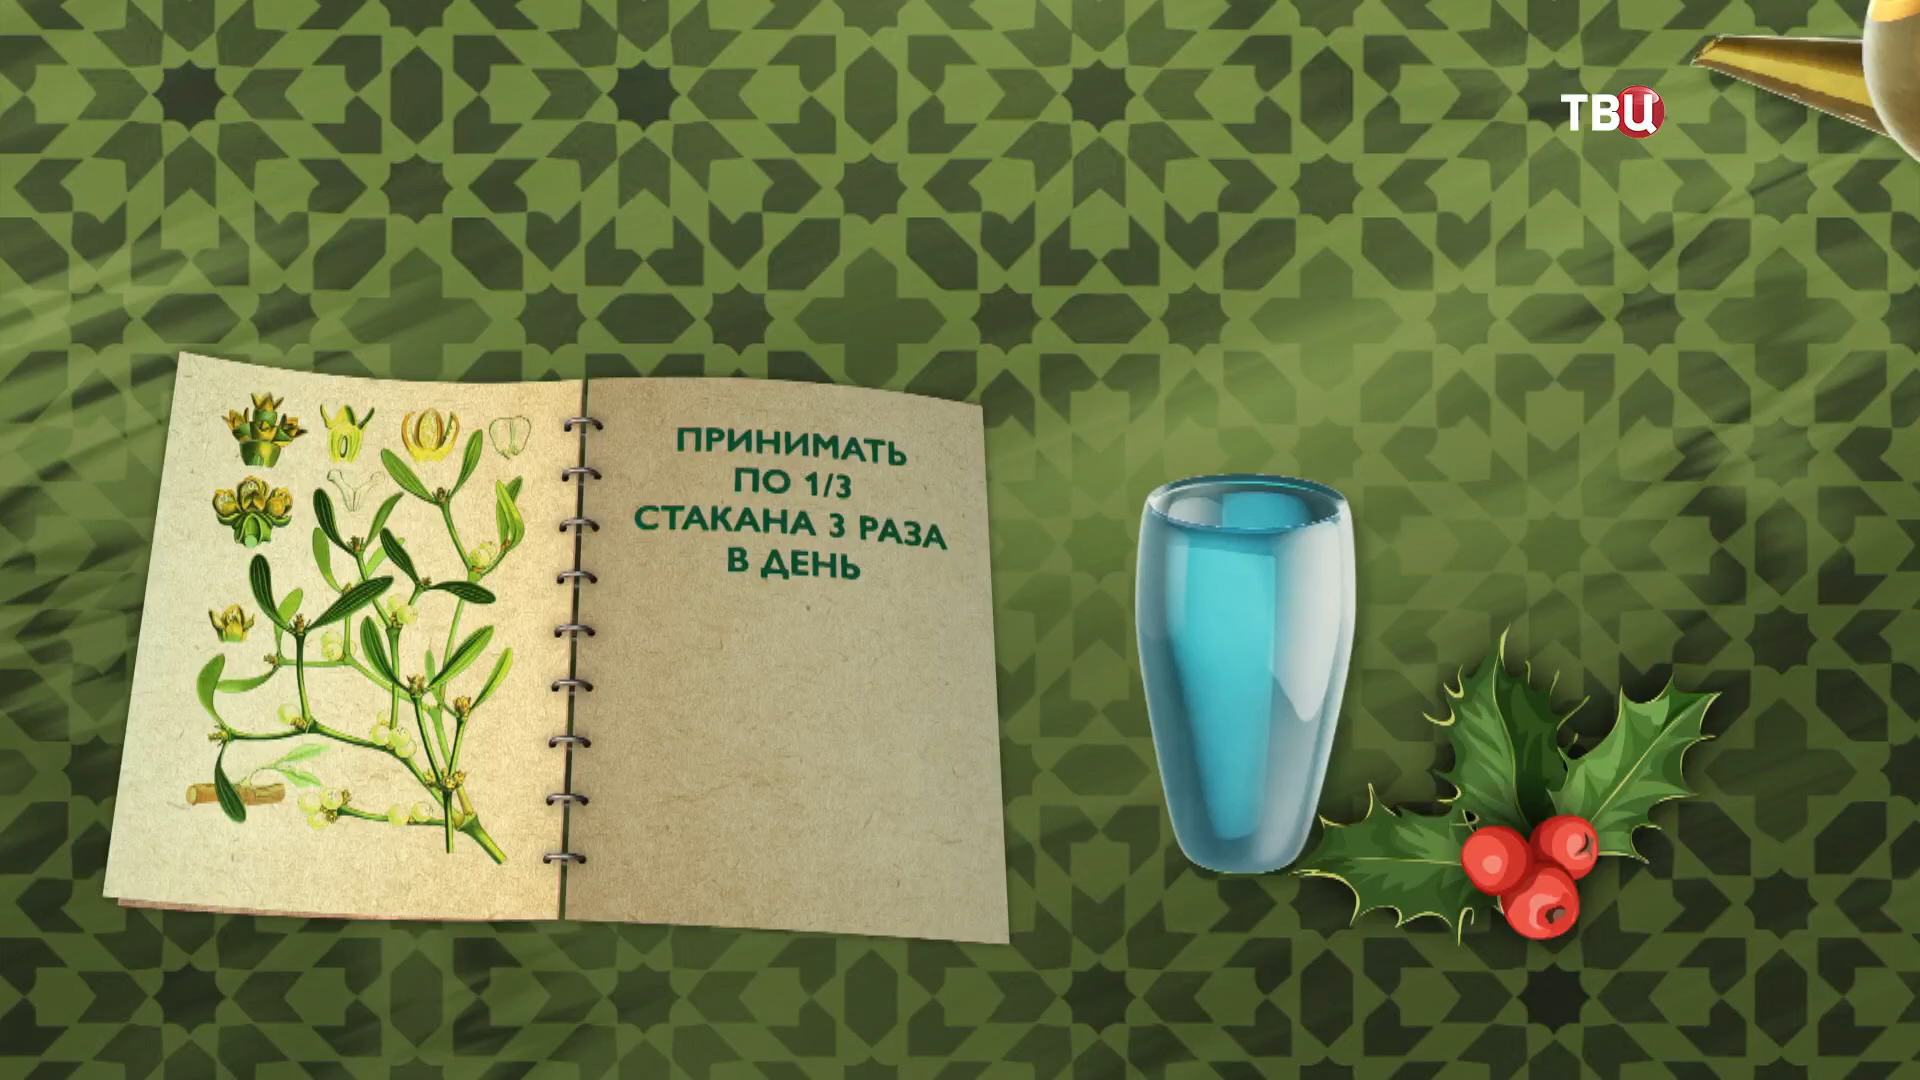 ТВЦ
ПРИНИМАТЬ
ПО 1/3
СТАКАНА 3 РАЗА
В ДЕНЬ